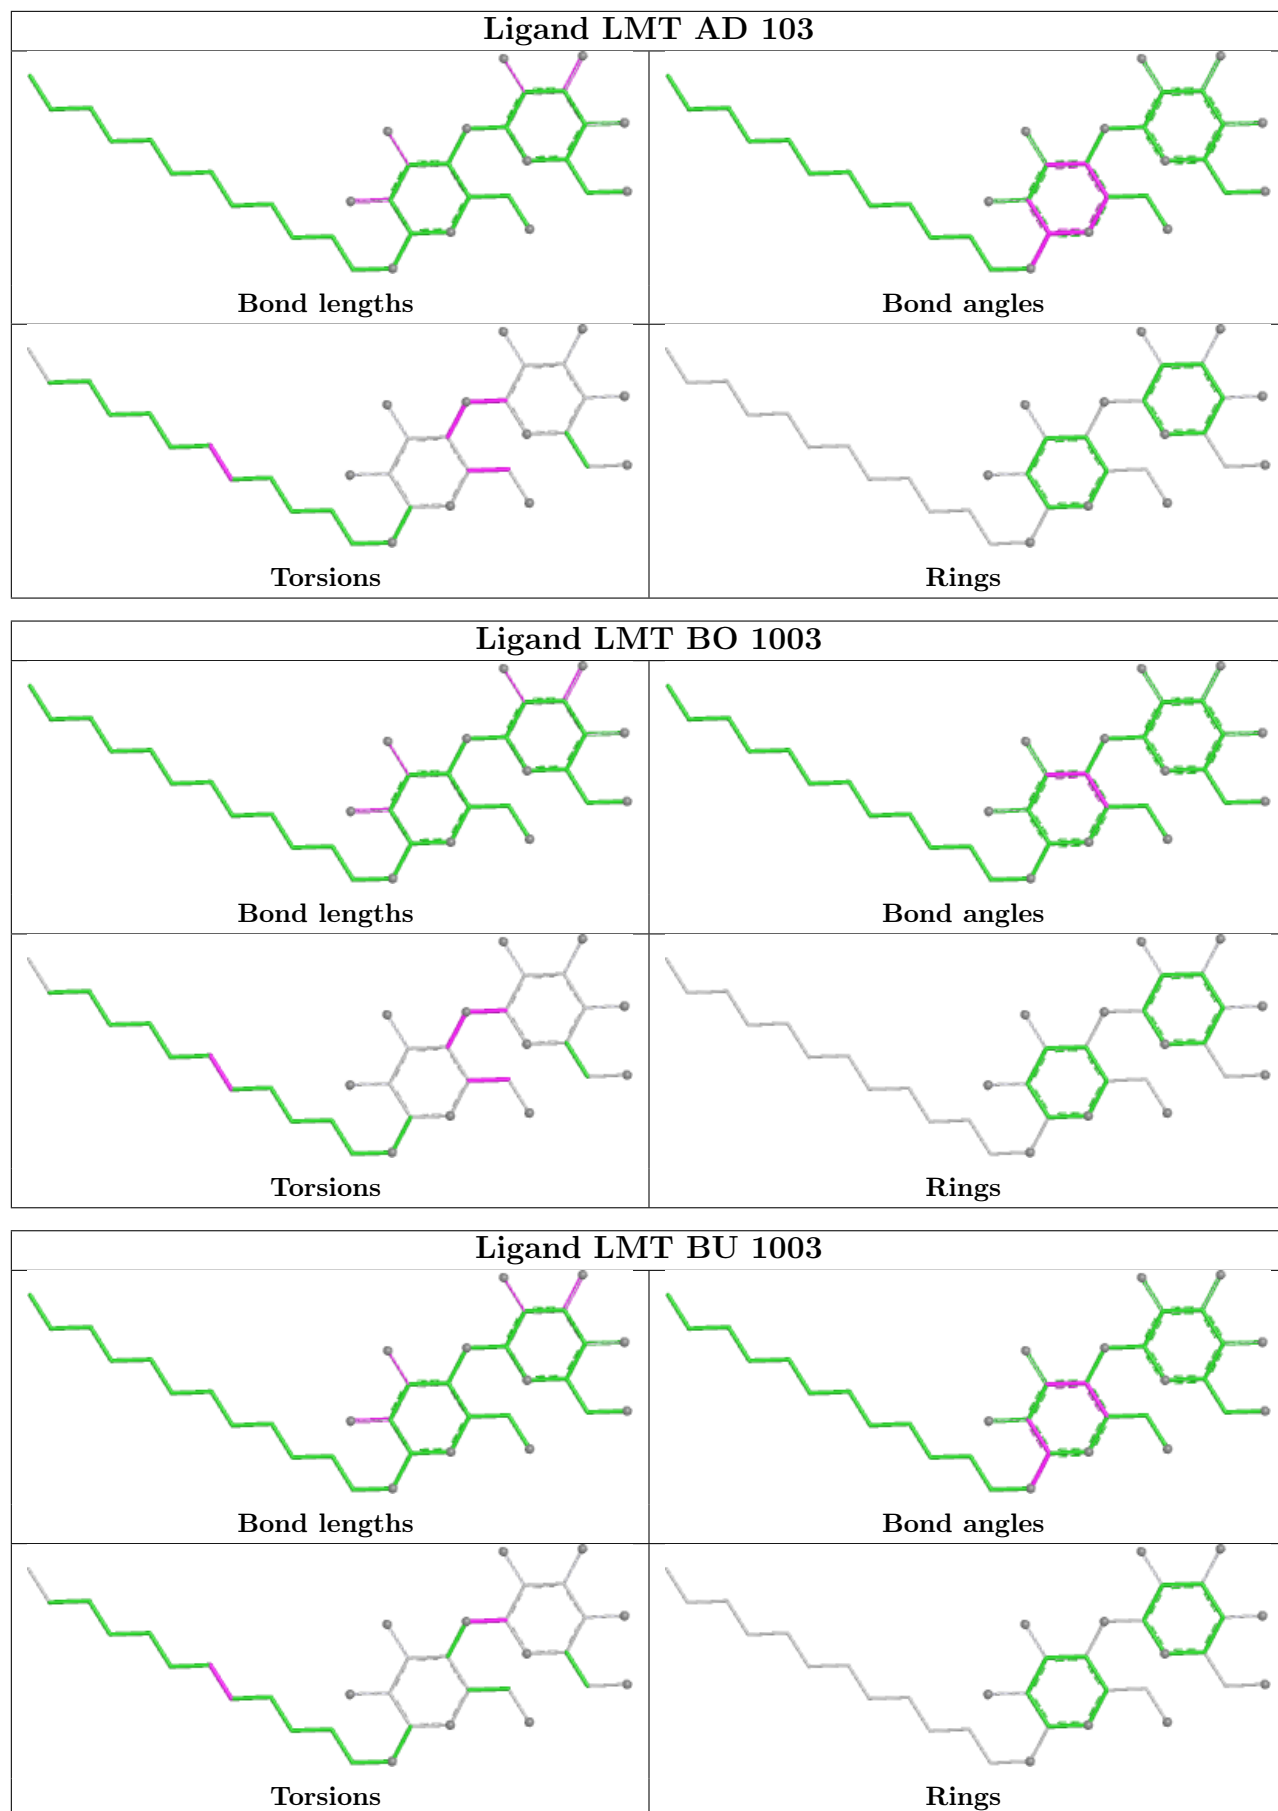 Ligand LMT AD 103
Bond lengths
Bond angles
Torsions
Rings
Ligand LMT BO 1003
Bond lengths
Bond angles
Torsions
Rings
Ligand LMT BU 1003
Bond lengths
Bond angles
Torsions
Rings